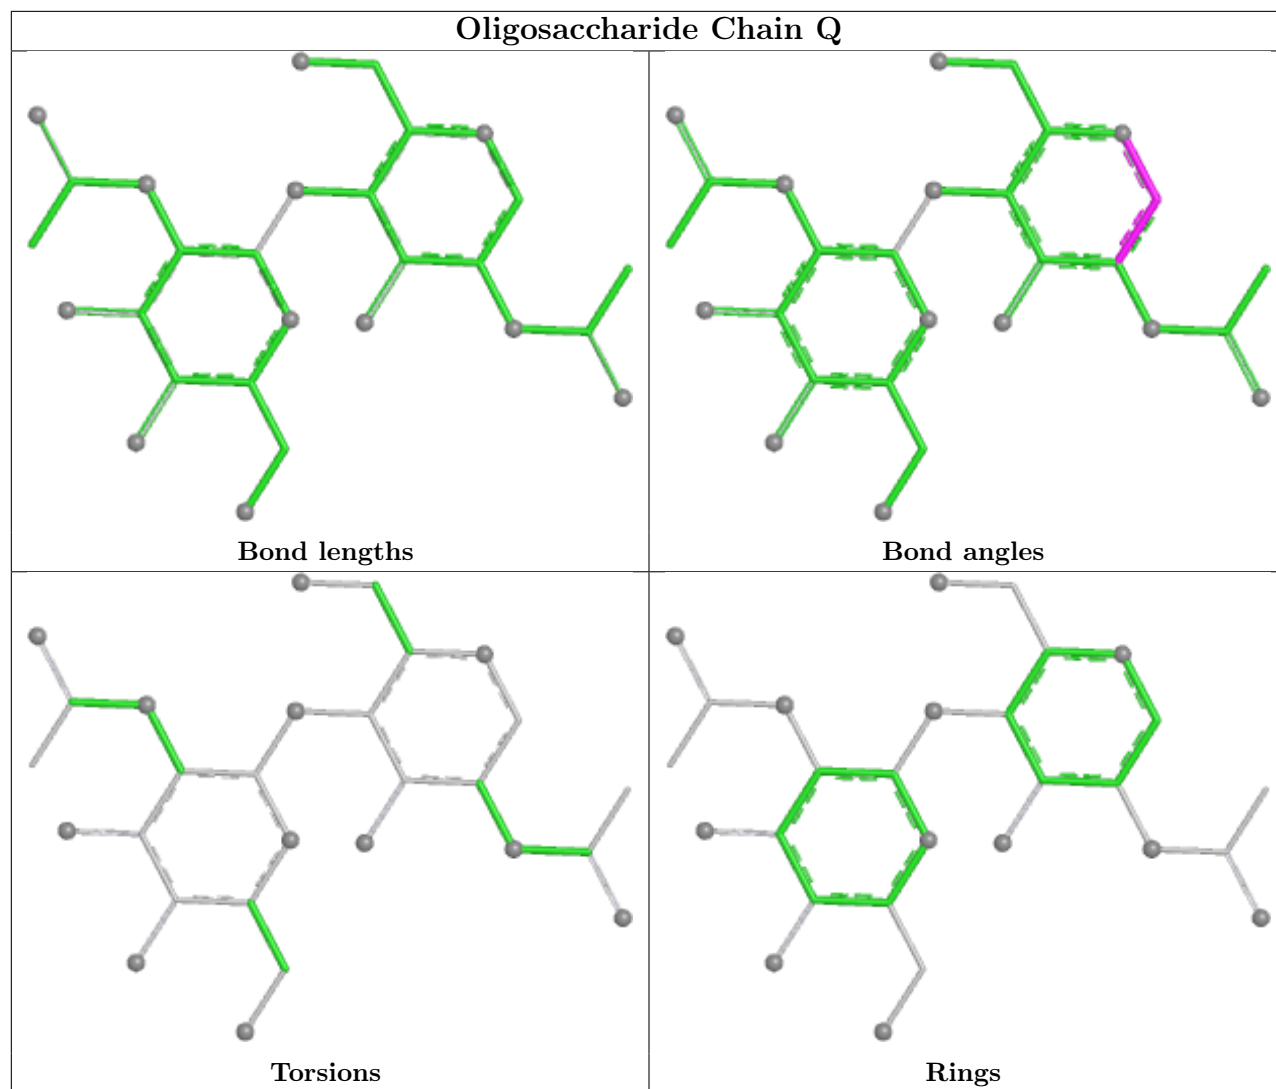 Oligosaccharide Chain Q
Bond lengths
Bond angles
Torsions
Rings